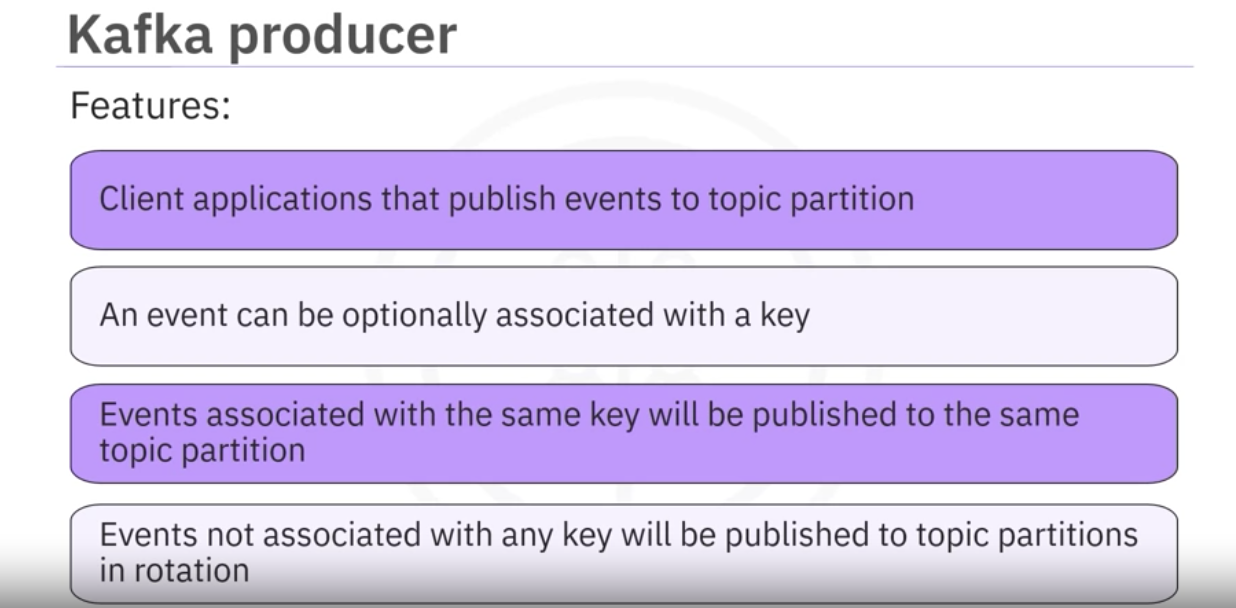 Kafka producer
Features:
Client applications that publish events to topic partition
An event can be optionally associated with a key
Events associated with the same key will be published to the same
topic partition
Events not associated with any key will be published to topic partitions
in rotation